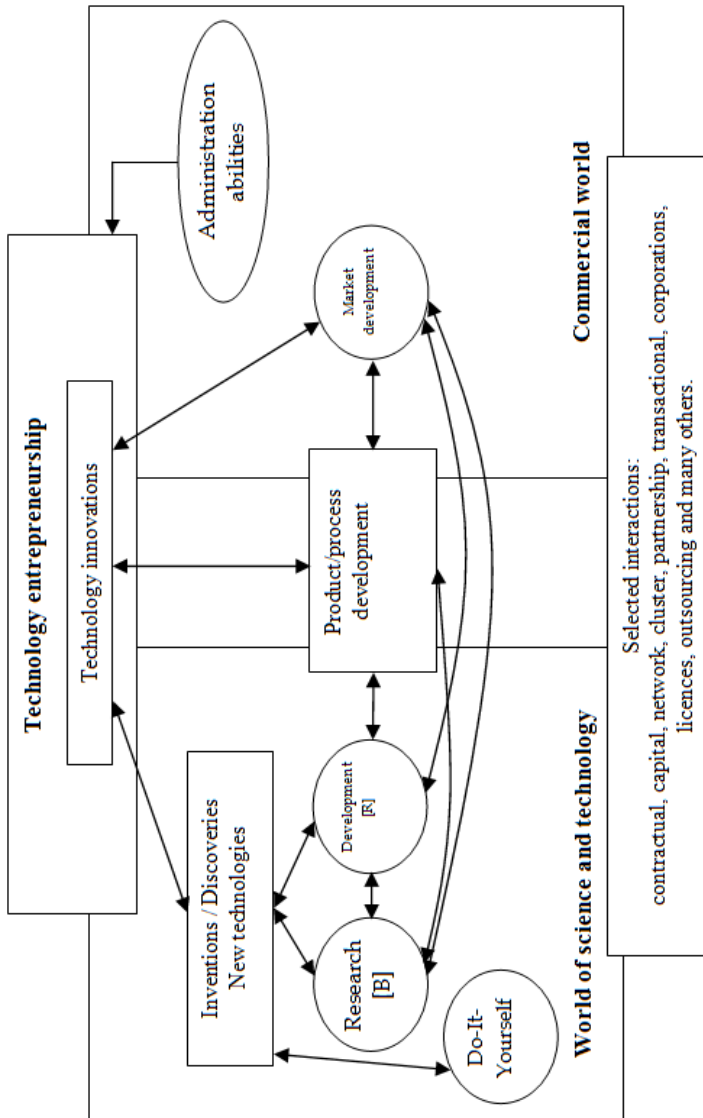 Technology entrepreneurship
Technology innovations
Administration
abilities
Inventions / Discoveries
New technologies
Research
[B]
Development
[R]
Product/process
development
Market
development
Do-It-
Yourself
World of science and technology
Commercial world
Selected interactions:
contractual, capital, network, cluster, partnership, transactional, corporations,
licences, outsourcing and many others.